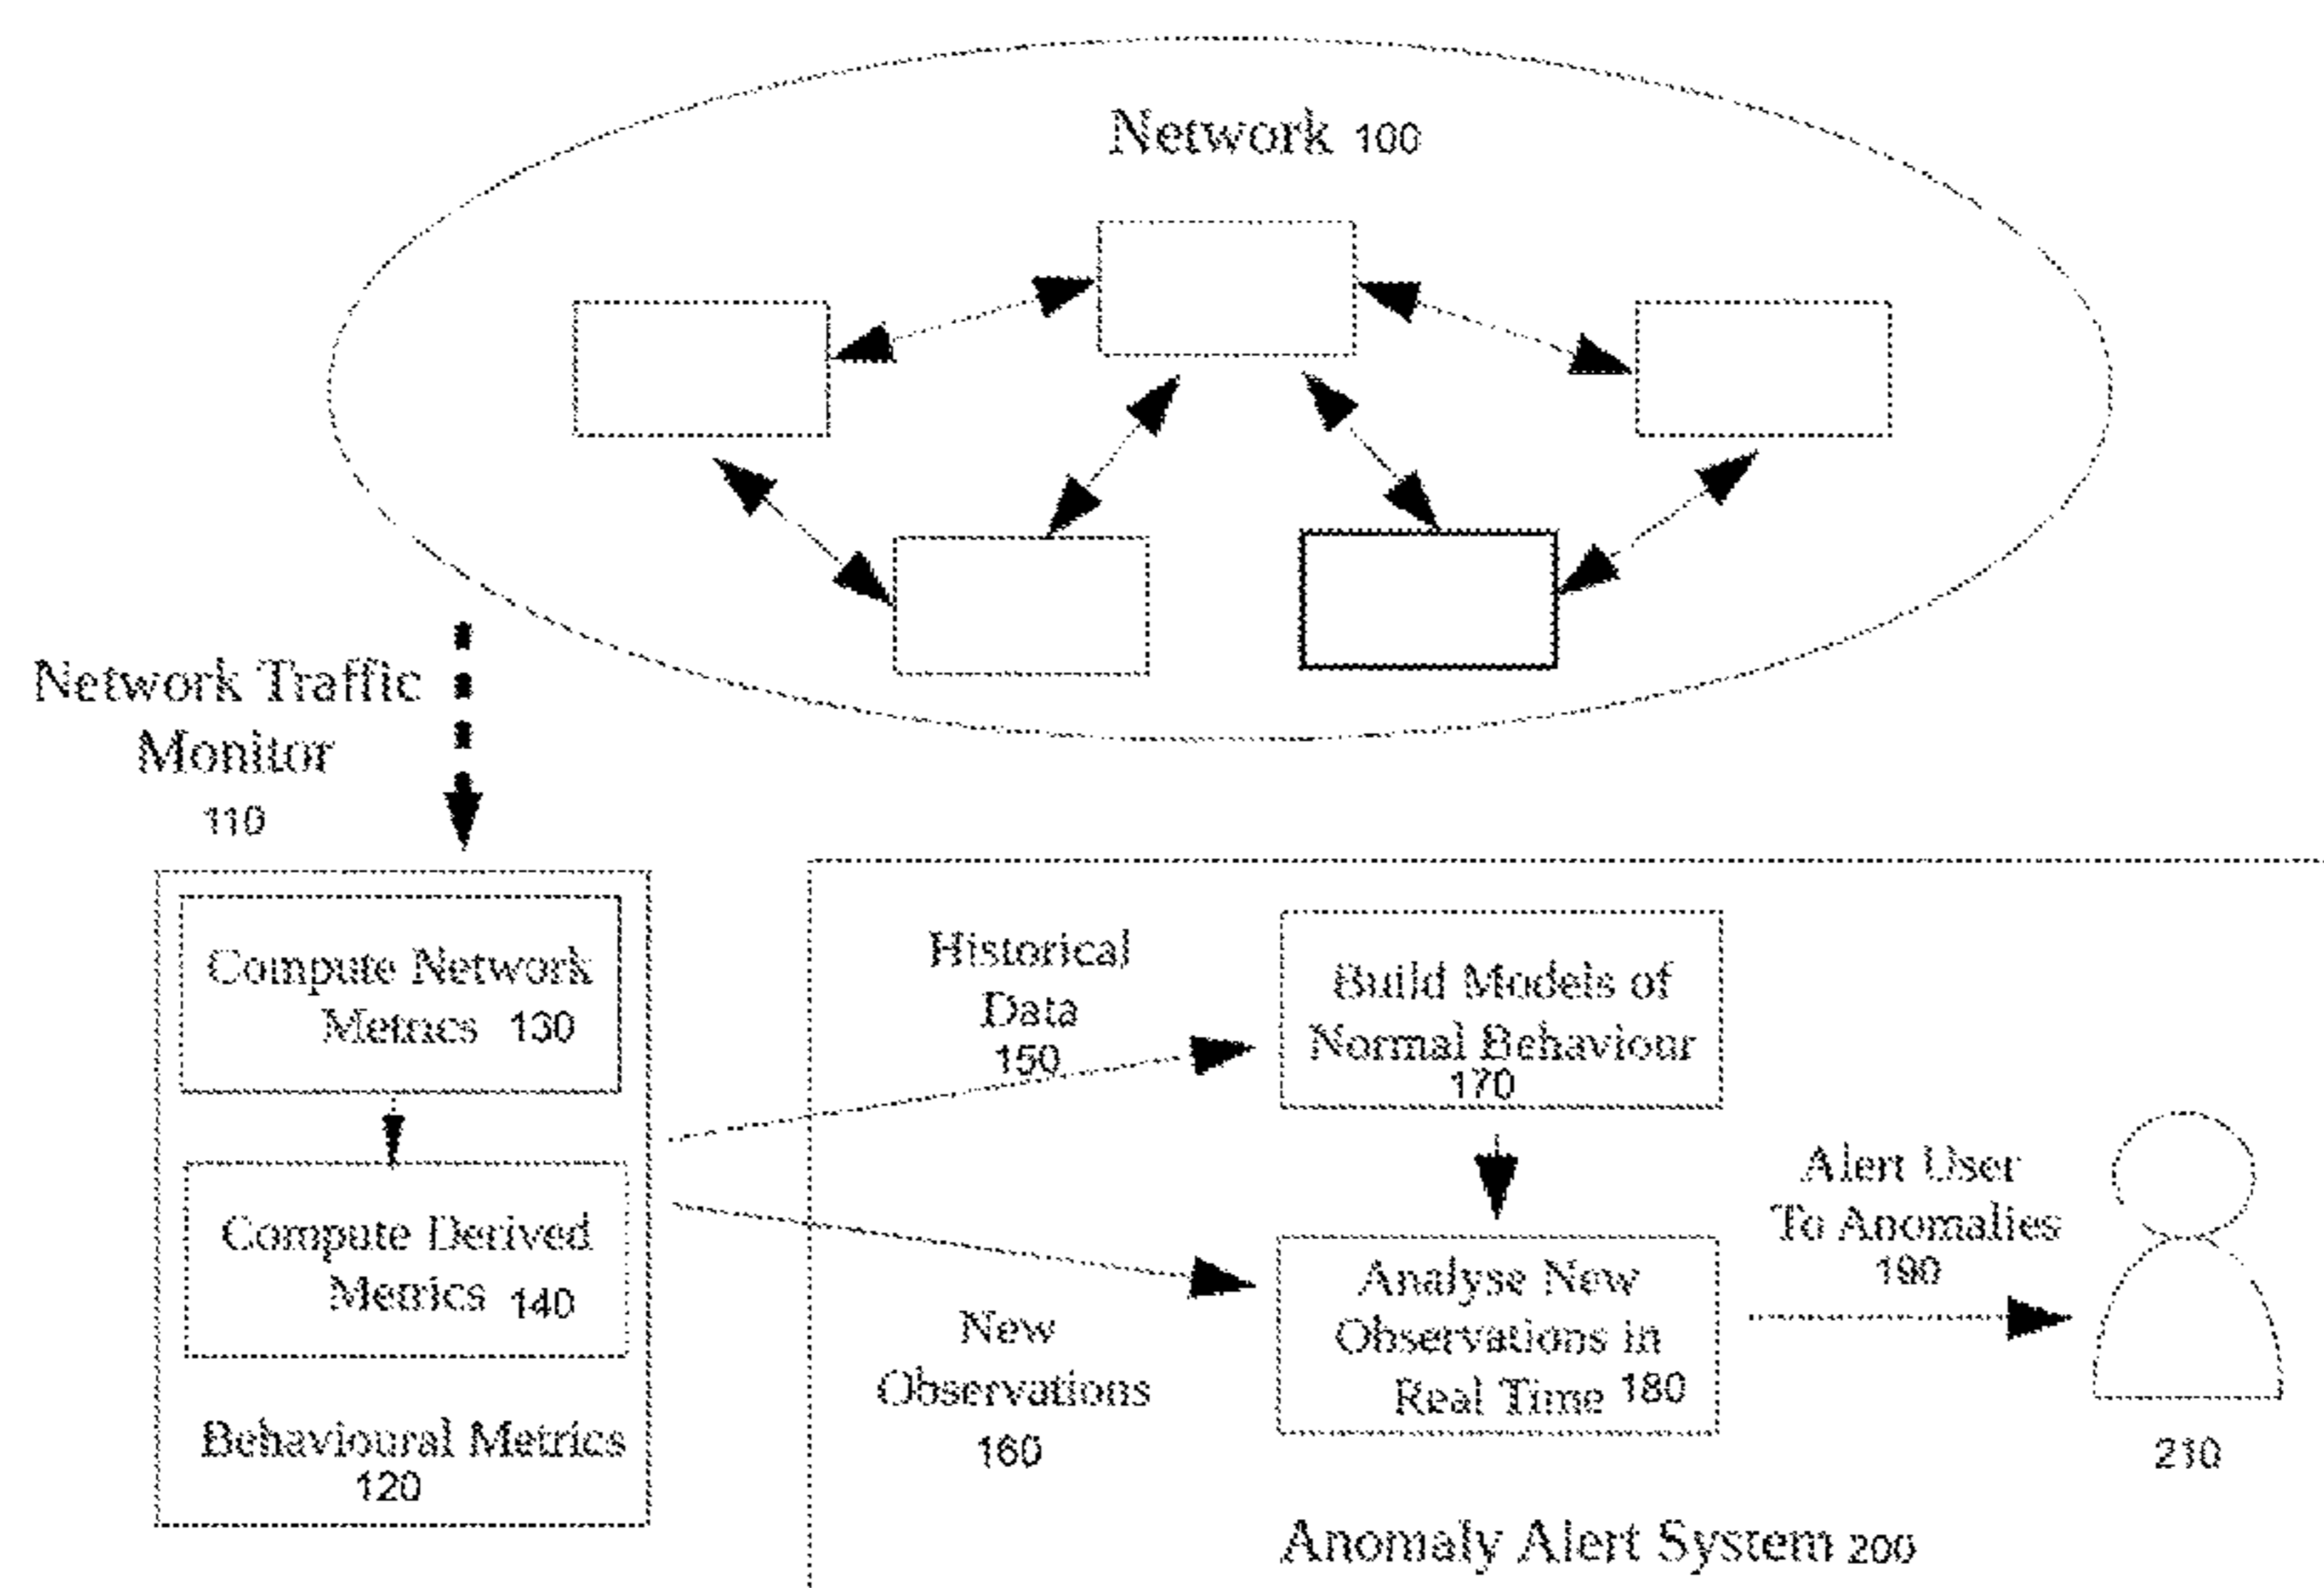 Network 100
Network Traffic
Monitor
110
Compute Network
Metrics 130
Compute Derived
Metrics 140
Behavioural Metrics
120
Historical
Data
150
New
Observations
160
Build Models of
Normal Behaviour
170
Analyse New
Observations in
Real Time 180
Alert User
To Anomalies
190
210
Anomaly Alert System 200